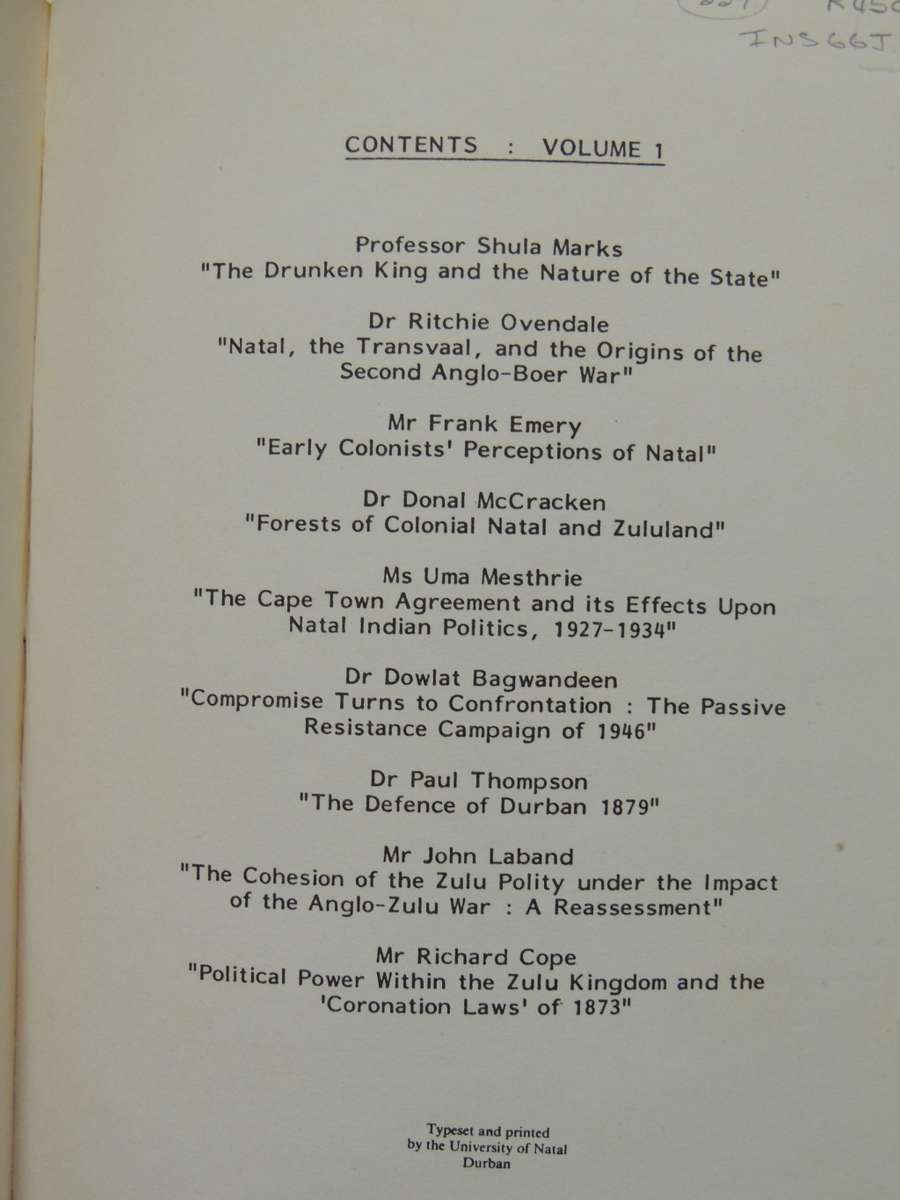 INS66J
CONTENTS : VOLUME 1
Professor Shula Marks
"The Drunken King and the Nature of the State"
Dr Ritchie Ovendale
"Natal, the Transvaal, and the Origins of the
Second Anglo-Boer War"
Mr Frank Emery
"Early Colonists' Perceptions of Natal"
Dr Donal McCracken
"Forests of Colonial Natal and Zululand"
Ms Uma Mesthrie
"The Cape Town Agreement and its Effects Upon
Natal Indian Politics, 1927-1934"
Dr Dowlat Bagwandeen
"Compromise Turns to Confrontation : The Passive
Resistance Campaign of 1946"
Dr Paul Thompson
"The Defence of Durban 1879"
Mr John Laband
"The Cohesion of the Zulu Polity under the Impact
of the Anglo-Zulu War : A Reassessment"
Mr Richard Cope
"Political Power Within the Zulu Kingdom and the
'Coronation Laws' of 1873"
Typeset and printed
by the University of Natal
Durban